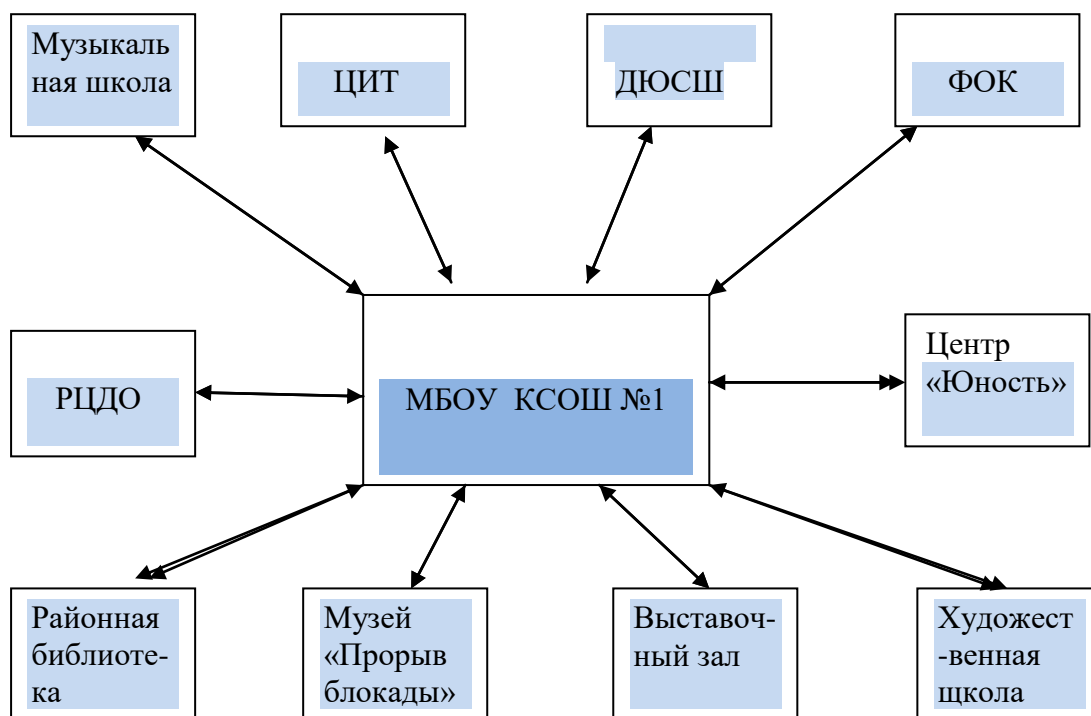 Музыкаль
ная школа
ЦИТ
ДЮСШ
ФОК
РЦДО
МБОУ КСОШ №1
Центр
«Юность»
Районная
библиоте-
ка
Музей
«Прорыв
блокады»
Выставоч-
ный зал
Художест
-венная
щкола